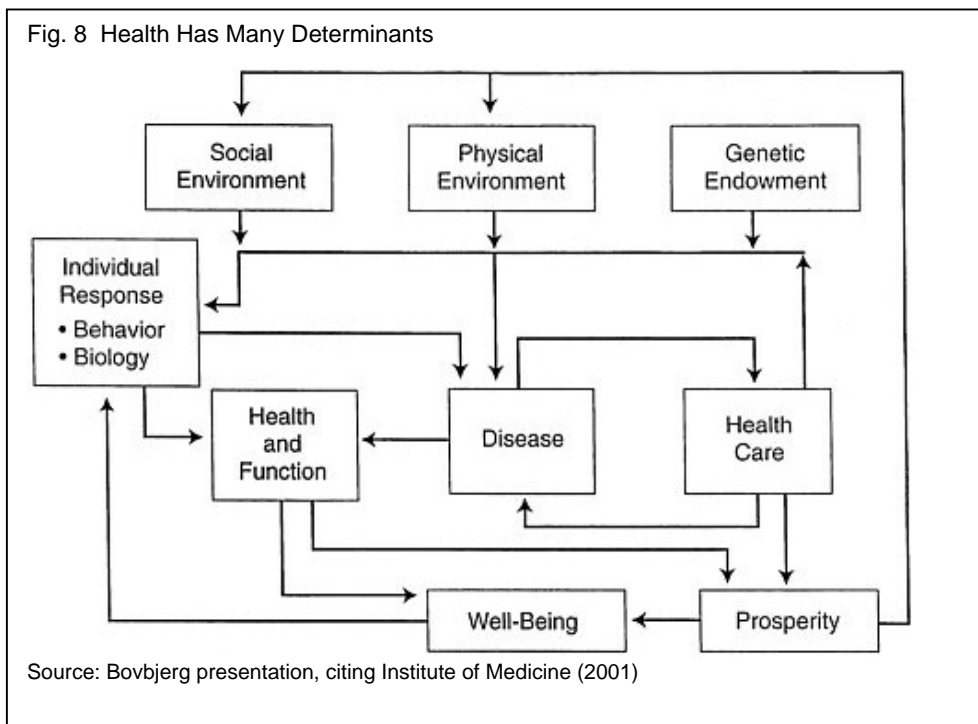 Fig. 8 Health Has Many Determinants
Social
Environment
Physical
Environment
Genetic
Endowment
Individual
Response
• Behavior
• Biology
Health
and
Function
Disease
Health
Care
Well-Being
Prosperity
Source: Bovbjerg presentation, citing Institute of Medicine (2001)